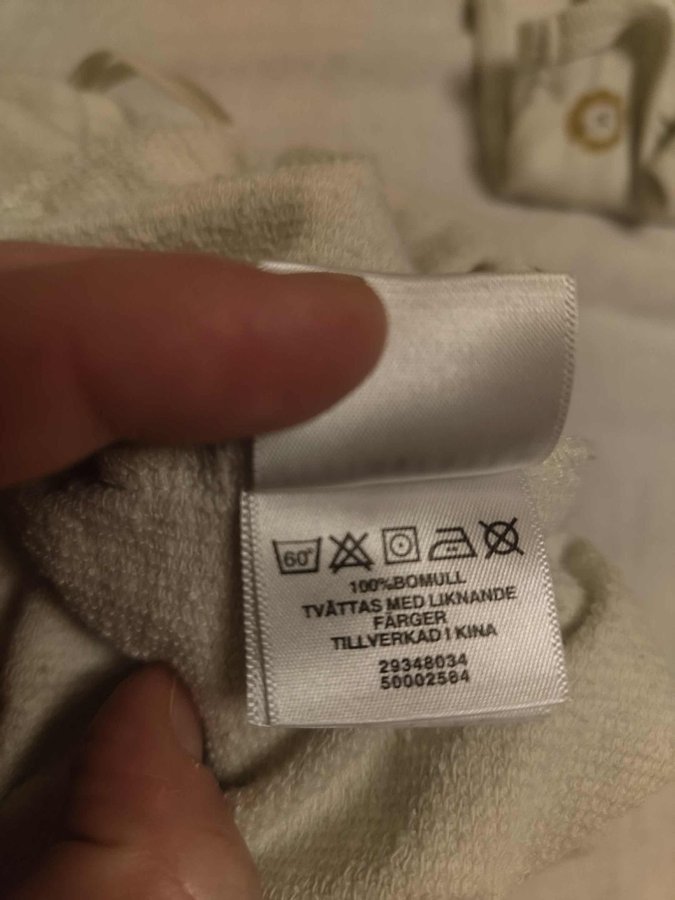 60°
100%BOMULL
TVÄTTAS MED LIKNANDE
FÄRGER
TILLVERKAD I KINA
29348034
50002584